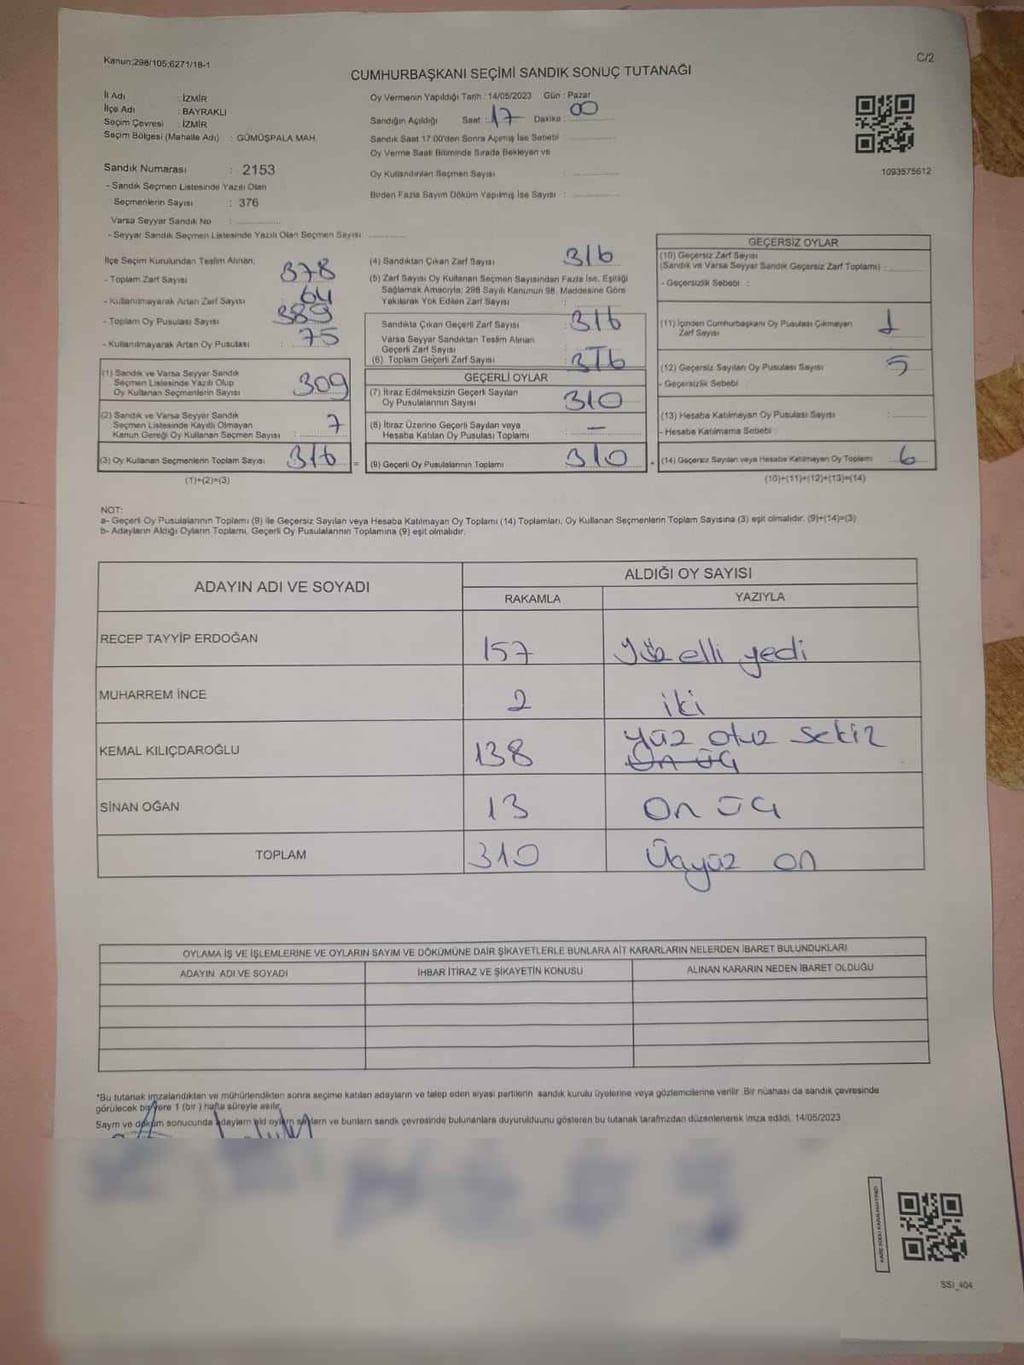 Kanun:298/105;6271/18-1
C/2
CUMHURBAŞKANI SEÇİMİ SANDIK SONUÇ TUTANAĞI
İl Adı : İZMİR
İlçe Adı : BAYRAKLI
Seçim Çevresi : İZMİR
Seçim Bölgesi (Mahalle Adı) : GÜMÜŞPALA MAH.
Sandık Numarası : 2153
- Sandık Seçmen Listesinde Yazılı Olan
Seçmenlerin Sayısı : 376
Varsa Seyyar Sandık No :
- Seyyar Sandık Seçmen Listesinde Yazılı Olan Seçmen Sayısı :
Oy Vermenin Yapıldığı Tarih : 14/05/2023 Gün : Pazar
Sandığın Açıldığı Saat : 17 Dakika : 00
Sandık Saat 17.00'den Sonra Açılmış İse Sebebi :
Oy Verme Saati Bitiminde Sırada Bekleyen ve
Oy Kullandırılan Seçmen Sayısı :
Birden Fazla Sayım Döküm Yapılmış İse Sayısı :
1093575612
İlçe Seçim Kurulundan Teslim Alınan;
- Toplam Zarf Sayısı : 378
- Kullanılmayarak Artan Zarf Sayısı : 64
- Toplam Oy Pusulası Sayısı : 389
- Kullanılmayarak Artan Oy Pusulası : 75
(1) Sandık ve Varsa Seyyar Sandık
Seçmen Listesinde Yazılı Olup
Oy Kullanan Seçmenlerin Sayısı : 309
(2) Sandık ve Varsa Seyyar Sandık
Seçmen Listesinde Kayıtlı Olmayan
Kanun Gereği Oy Kullanan Seçmen Sayısı : 7
(3) Oy Kullanan Seçmenlerin Toplam Sayısı : 316
(1)+(2)=(3)
(4) Sandıktan Çıkan Zarf Sayısı : 316
(5) Zarf Sayısı Oy Kullanan Seçmen Sayısından Fazla İse, Eşitliği
Sağlamak Amacıyla; 298 Sayılı Kanunun 98. Maddesine Göre
Yakılarak Yok Edilen Zarf Sayısı :
Sandıkta Çıkan Geçerli Zarf Sayısı : 316
Varsa Seyyar Sandıktan Teslim Alınan
Geçerli Zarf Sayısı :
(6) Toplam Geçerli Zarf Sayısı : 316
GEÇERLİ OYLAR
(7) İtiraz Edilmeksizin Geçerli Sayılan
Oy Pusulalarının Sayısı : 310
(8) İtiraz Üzerine Geçerli Sayılan veya
Hesaba Katılan Oy Pusulası Toplamı : —
= (9) Geçerli Oy Pusulalarının Toplamı : 310 +
GEÇERSİZ OYLAR
(10) Geçersiz Zarf Sayısı
(Sandık ve Varsa Seyyar Sandık Geçersiz Zarf Toplamı) :
- Geçersizlik Sebebi :
(11) İçinden Cumhurbaşkanı Oy Pusulası Çıkmayan
Zarf Sayısı : 1
(12) Geçersiz Sayılan Oy Pusulası Sayısı : 5
- Geçersizlik Sebebi :
(13) Hesaba Katılmayan Oy Pusulası Sayısı :
- Hesaba Katılmama Sebebi :
(14) Geçersiz Sayılan veya Hesaba Katılmayan Oy Toplamı : 6
(10)+(11)+(12)+(13)=(14)
NOT:
a- Geçerli Oy Pusulalarının Toplamı (9) ile Geçersiz Sayılan veya Hesaba Katılmayan Oy Toplamı (14) Toplamları, Oy Kullanan Seçmenlerin Toplam Sayısına (3) eşit olmalıdır. (9)+(14)=(3)
b- Adayların Aldığı Oyların Toplamı, Geçerli Oy Pusulalarının Toplamına (9) eşit olmalıdır.
ADAYIN ADI VE SOYADI
ALDIĞI OY SAYISI
RAKAMLA YAZIYLA
RECEP TAYYİP ERDOĞAN 157 Yüz elli yedi
MUHARREM İNCE 2 iki
KEMAL KILIÇDAROĞLU 138 yüz otuz sekiz
on üç
SİNAN OĞAN 13 on üç
TOPLAM 310 Üçyüz on
OYLAMA İŞ VE İŞLEMLERİNE VE OYLARIN SAYIM VE DÖKÜMÜNE DAİR ŞİKAYETLERLE BUNLARA AİT KARARLARIN NELERDEN İBARET BULUNDUKLARI
ADAYIN ADI VE SOYADI İHBAR İTİRAZ VE ŞİKAYETİN KONUSU ALINAN KARARIN NEDEN İBARET OLDUĞU
*Bu tutanak imzalandıktan ve mühürlendikten sonra seçime katılan adayların ve talep eden siyasi partilerin sandık kurulu üyelerine veya gözlemcilerine verilir. Bir nüshası da sandık çevresinde
görülecek bir yere 1 (bir) hafta süreyle asılır.
Sayım ve döküm sonucunda adayların aldı oyların sayıların ve bunların sandık çevresinde bulunanlara duyurulduunu gösteren bu tutanak tarafımızdan düzenlenerek imza edildi. 14/05/2023
SSİ_404